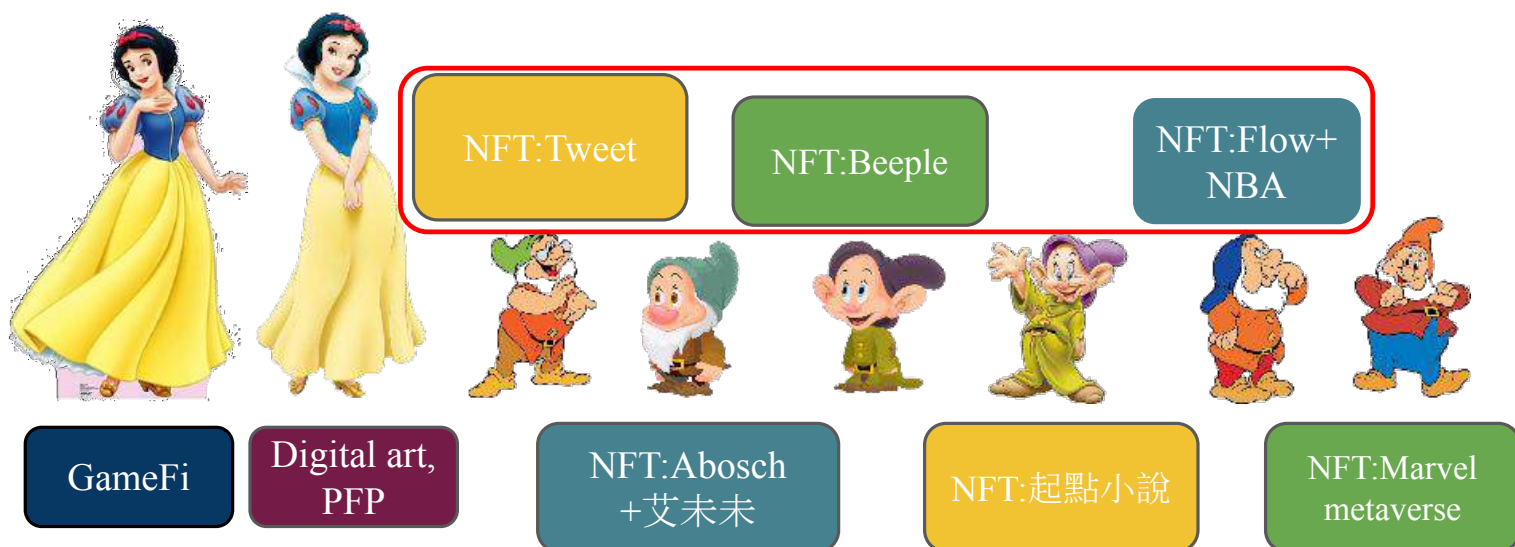 NFT:Tweet
NFT:Beeple
NFT:Flow+
NBA
GameFi
Digital art,
PFP
NFT:Abosch
+艾未未
NFT:起點小說
NFT:Marvel
metaverse